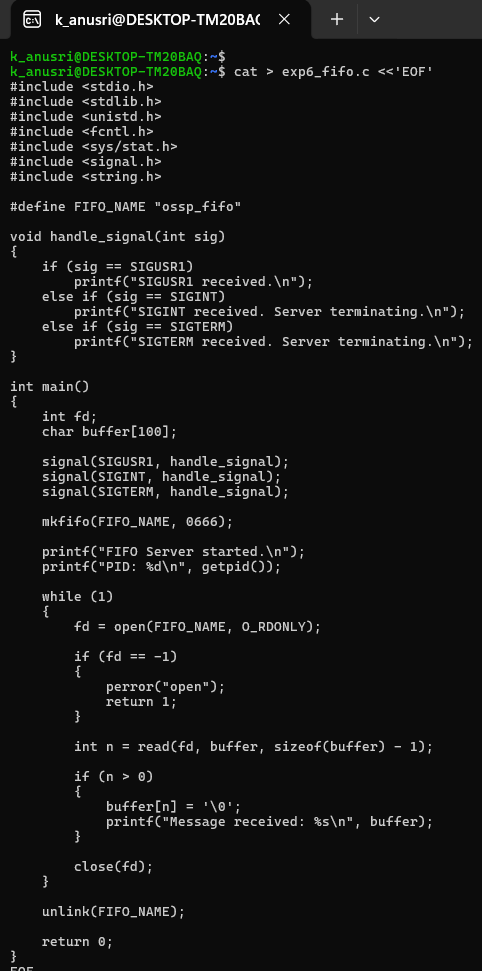 k_anusri@DESKTOP-TM20BAQ
k_anusri@DESKTOP-TM20BAQ:~$
k_anusri@DESKTOP-TM20BAQ:~$ cat > exp6_fifo.c <<'EOF'
#include <stdio.h>
#include <stdlib.h>
#include <unistd.h>
#include <fcntl.h>
#include <sys/stat.h>
#include <signal.h>
#include <string.h>

#define FIFO_NAME "ossp_fifo"

void handle_signal(int sig)
{
    if (sig == SIGUSR1)
        printf("SIGUSR1 received.\n");
    else if (sig == SIGINT)
        printf("SIGINT received. Server terminating.\n");
    else if (sig == SIGTERM)
        printf("SIGTERM received. Server terminating.\n");
}

int main()
{
    int fd;
    char buffer[100];

    signal(SIGUSR1, handle_signal);
    signal(SIGINT, handle_signal);
    signal(SIGTERM, handle_signal);

    mkfifo(FIFO_NAME, 0666);

    printf("FIFO Server started.\n");
    printf("PID: %d\n", getpid());

    while (1)
    {
        fd = open(FIFO_NAME, O_RDONLY);

        if (fd == -1)
        {
            perror("open");
            return 1;
        }

        int n = read(fd, buffer, sizeof(buffer) - 1);

        if (n > 0)
        {
            buffer[n] = '\0';
            printf("Message received: %s\n", buffer);
        }

        close(fd);
    }

    unlink(FIFO_NAME);

    return 0;
}
EOF